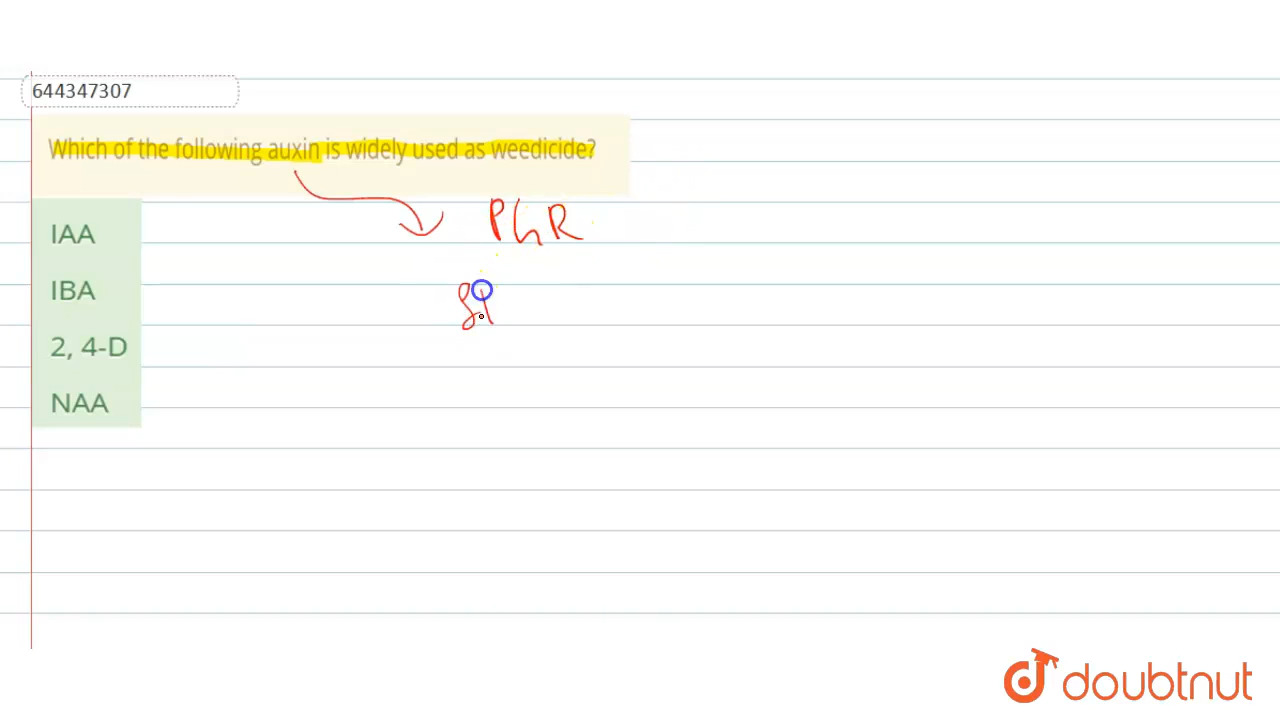 644347307
Which of the following auxin is widely used as weedicide?
PGR
IAA
IBA
2, 4-D
NAA
doubtnut